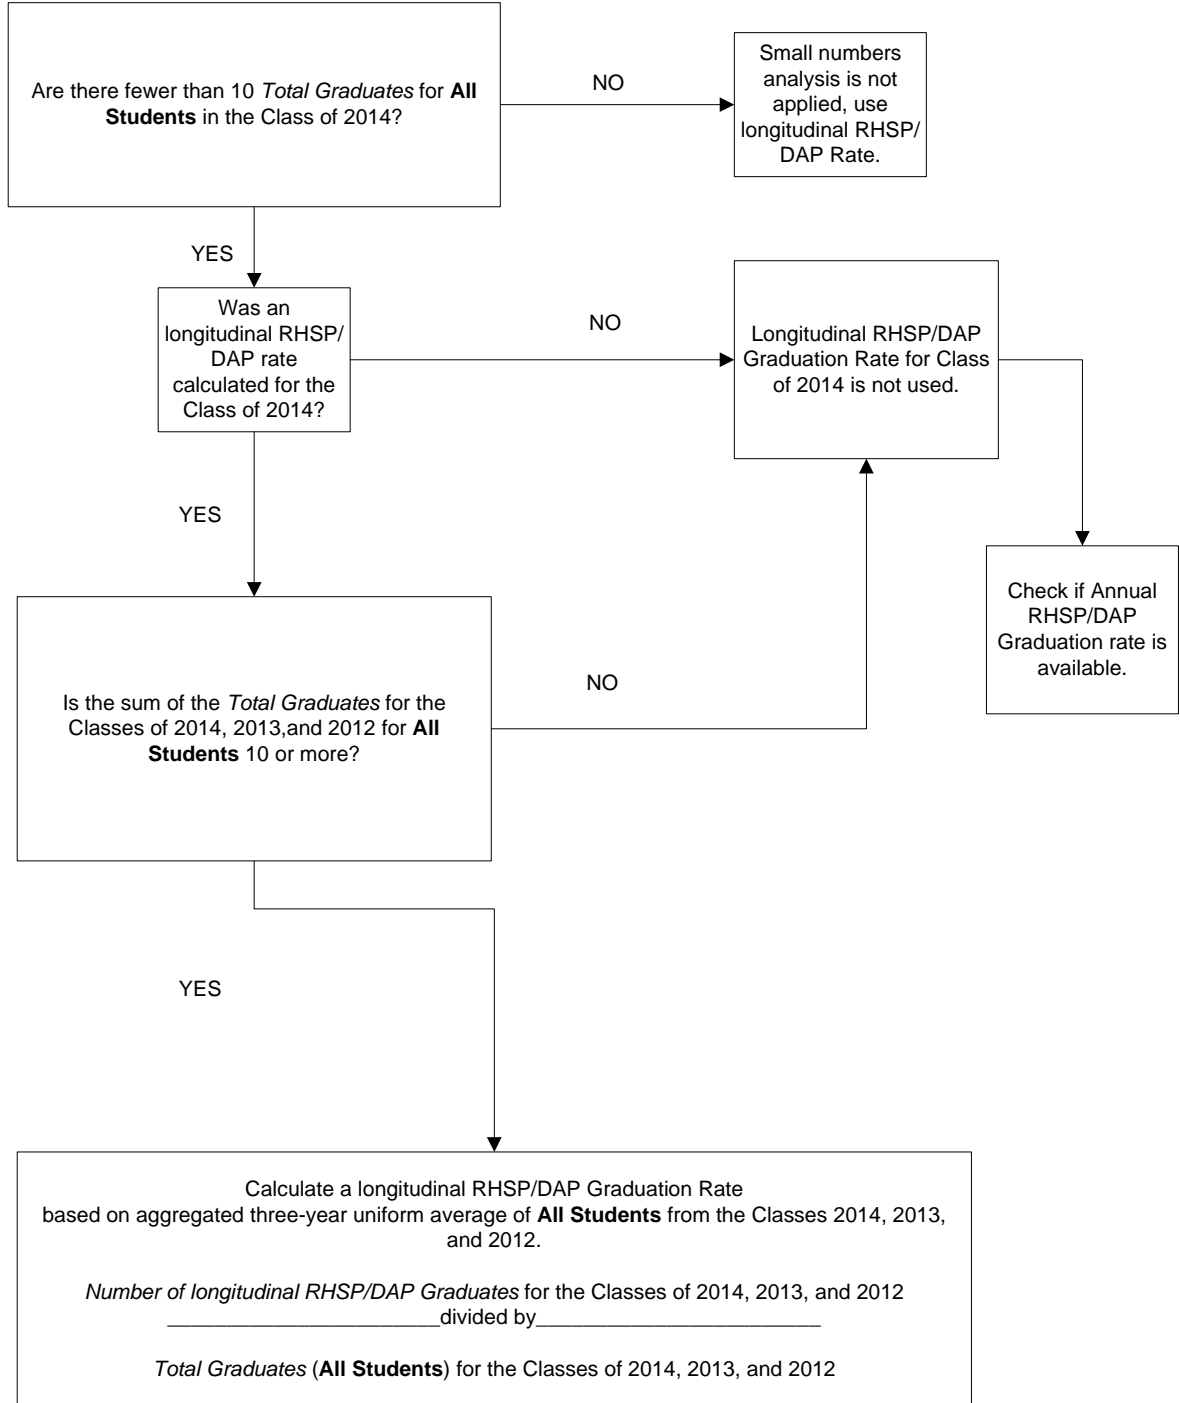 Are there fewer than 10 Total Graduates for All
Students in the Class of 2014?
NO
Small numbers
analysis is not
applied, use
longitudinal RHSP/
DAP Rate.
YES
Was an
longitudinal RHSP/
DAP rate
calculated for the
Class of 2014?
NO
Longitudinal RHSP/DAP
Graduation Rate for Class
of 2014 is not used.
YES
Check if Annual
RHSP/DAP
Graduation rate is
available.
Is the sum of the Total Graduates for the
Classes of 2014, 2013,and 2012 for All
Students 10 or more?
NO
YES
Calculate a longitudinal RHSP/DAP Graduation Rate
based on aggregated three-year uniform average of All Students from the Classes 2014, 2013,
and 2012.
Number of longitudinal RHSP/DAP Graduates for the Classes of 2014, 2013, and 2012
_________________________divided by__________________________
Total Graduates (All Students) for the Classes of 2014, 2013, and 2012